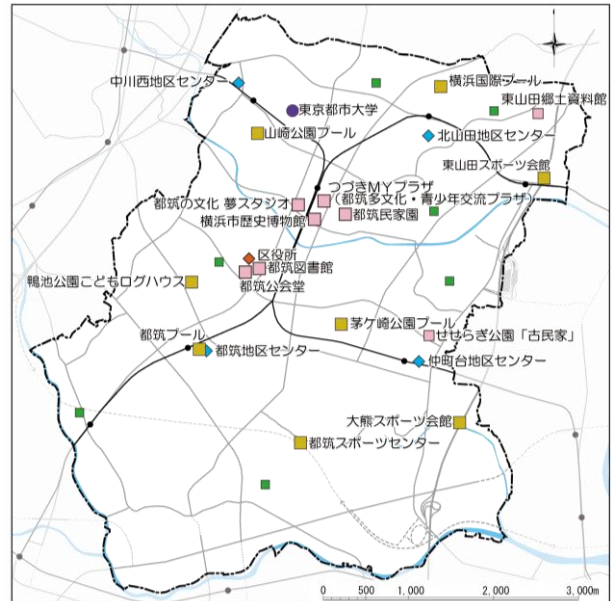 中川西地区センター
横浜国際プール
東京都市大学
東山田郷土資料館
山崎公園プール
北山田地区センター
東山田スポーツ会館
つづきMYプラザ
(都筑多文化・青少年交流プラザ)
都筑の文化 夢スタジオ
横浜市歴史博物館
都筑民家園
区役所
都筑図書館
鴨池公園こどもログハウス
都筑公会堂
茅ケ崎公園プール
せせらぎ公園「古民家」
都筑プール
都筑地区センター
仲町台地区センター
大熊スポーツ会館
都筑スポーツセンター
0 500 1,000 2,000 3,000m